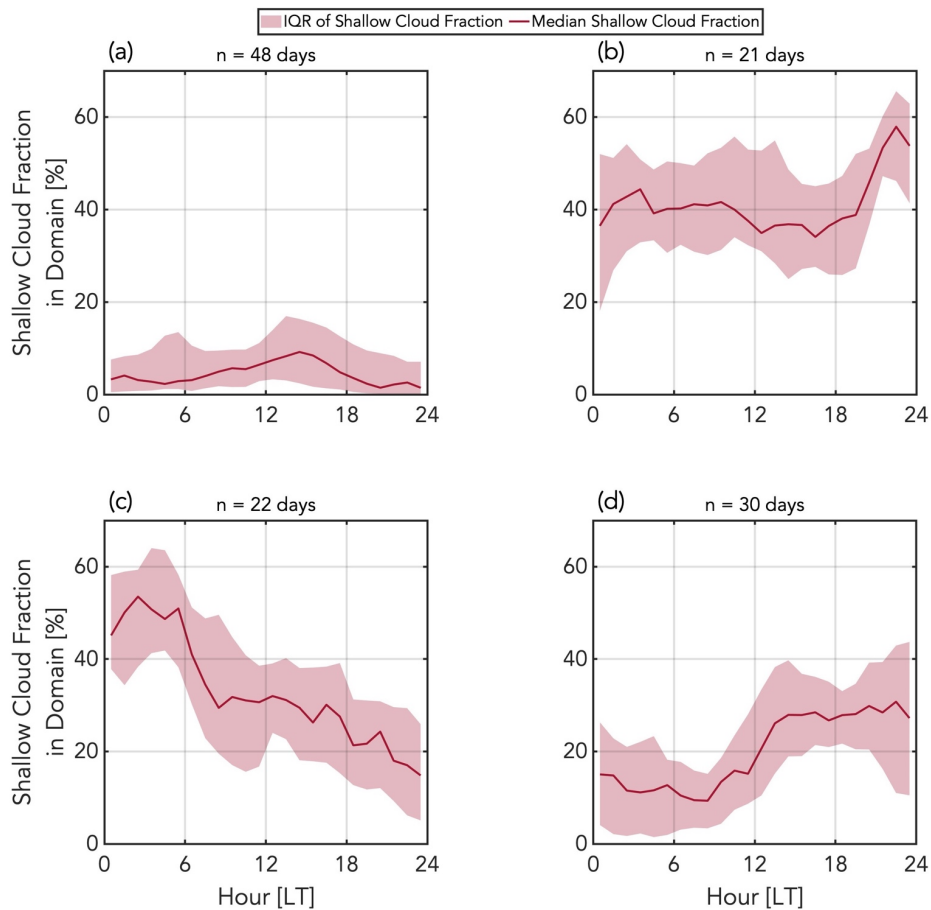 IQR of Shallow Cloud Fraction Median Shallow Cloud Fraction
(a) n = 48 days
60
40
20
0
0 6 12 18 24
Shallow Cloud Fraction
in Domain [%]
(b) n = 21 days
60
40
20
0
0 6 12 18 24
(c) n = 22 days
60
40
20
0
0 6 12 18 24
Shallow Cloud Fraction
in Domain [%]
Hour [LT]
(d) n = 30 days
60
40
20
0
0 6 12 18 24
Hour [LT]